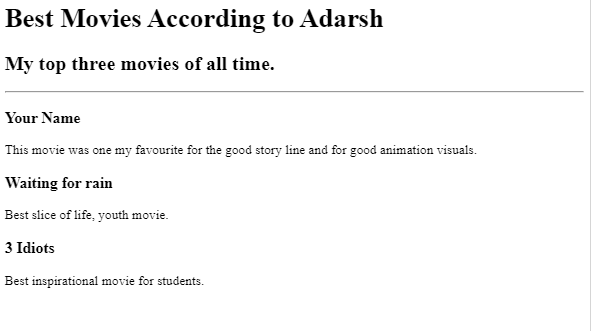 Best Movies According to Adarsh
My top three movies of all time.
Your Name
This movie was one my favourite for the good story line and for good animation visuals.
Waiting for rain
Best slice of life, youth movie.
3 Idiots
Best inspirational movie for students.